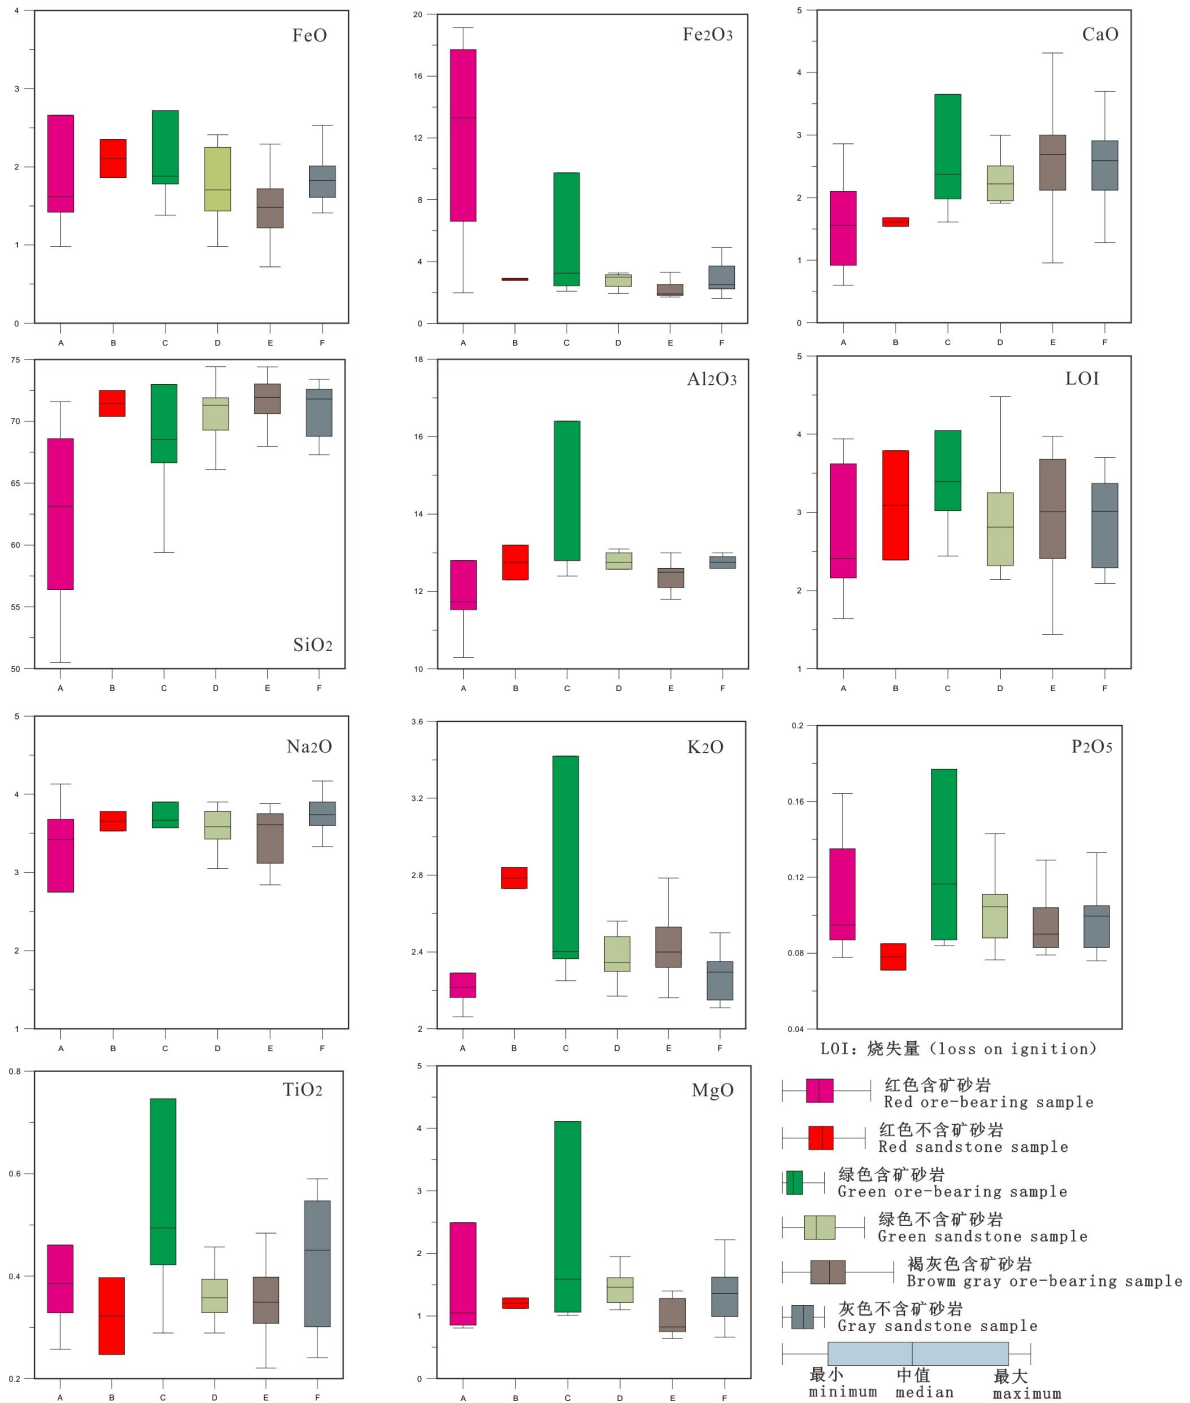 FeO
4
3
2
1
0
A B C D E F
Fe2O3
20
16
12
8
4
0
A B C D E F
CaO
5
4
3
2
1
0
A B C D E F
SiO2
75
70
65
60
55
50
A B C D E F
Al2O3
18
16
14
12
10
A B C D E F
LOI
5
4
3
2
1
A B C D E F
Na2O
5
4
3
2
1
A B C D E F
K2O
3.6
3.2
2.8
2.4
2
A B C D E F
P2O5
0.2
0.16
0.12
0.08
0.04
A B C D E F
TiO2
0.8
0.6
0.4
0.2
A B C D E F
MgO
5
4
3
2
1
0
A B C D E F
LOI: 烧失量（loss on ignition）
红色含矿砂岩
Red ore-bearing sample
红色不含矿砂岩
Red sandstone sample
绿色含矿砂岩
Green ore-bearing sample
绿色不含矿砂岩
Green sandstone sample
褐灰色含矿砂岩
Browm gray ore-bearing sample
灰色不含矿砂岩
Gray sandstone sample
最小 中值 最大
minimum median maximum